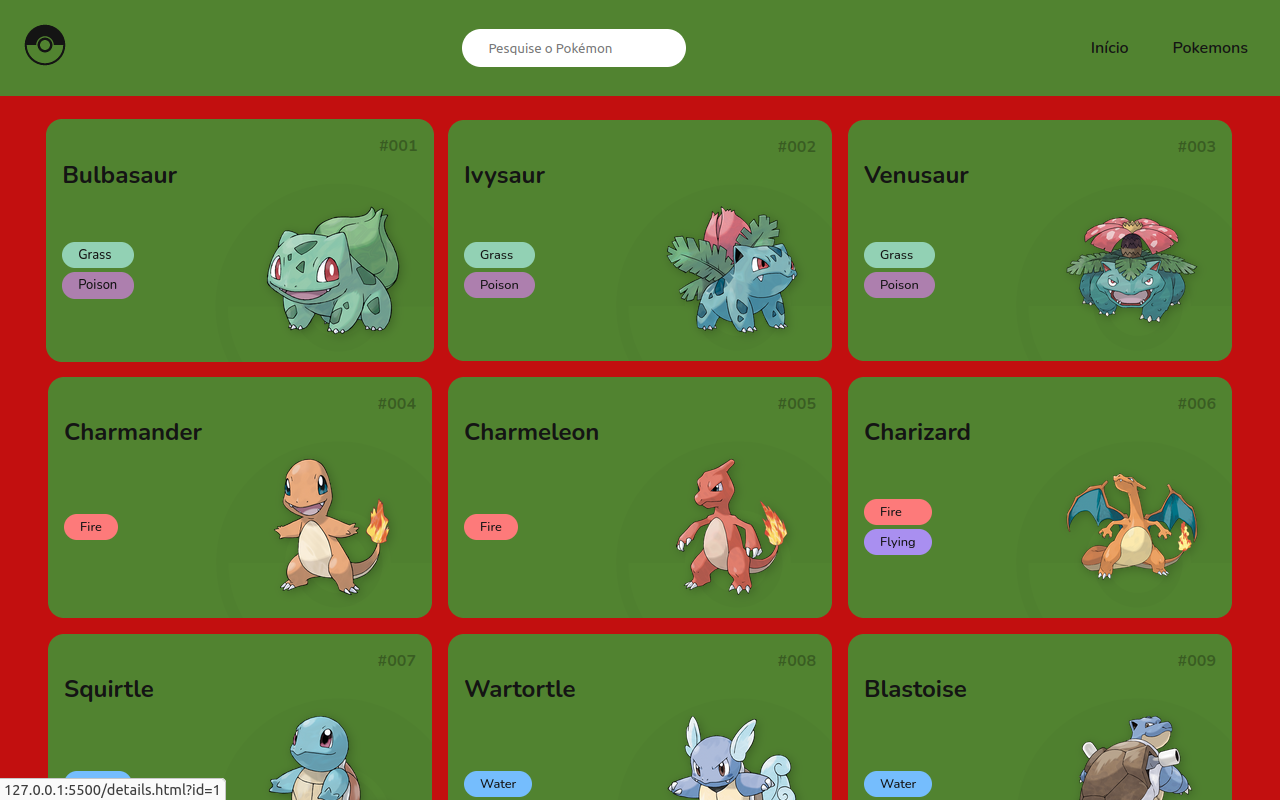 Pesquise o Pokémon
Início
Pokemons
#001
Bulbasaur
Grass
Poison
#002
Ivysaur
Grass
Poison
#003
Venusaur
Grass
Poison
#004
Charmander
Fire
#005
Charmeleon
Fire
#006
Charizard
Fire
Flying
#007
Squirtle
#008
Wartortle
Water
#009
Blastoise
Water
127.0.0.1:5500/details.html?id=1